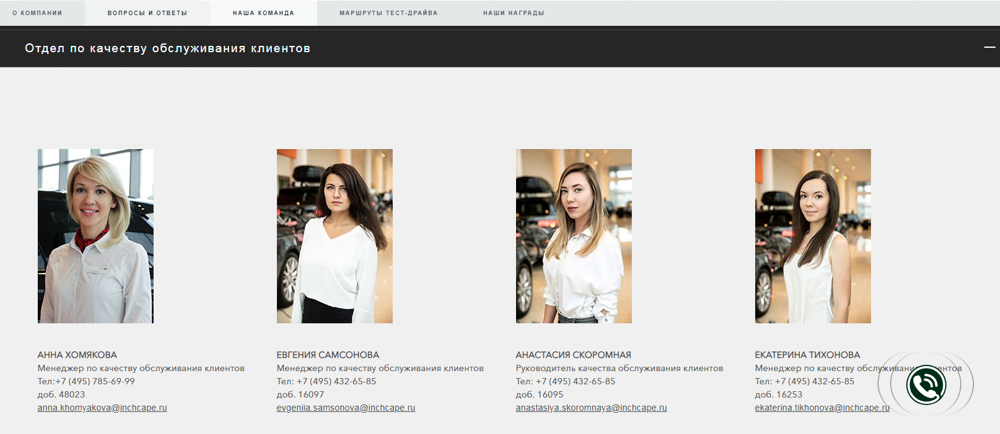 О КОМПАНИИ ВОПРОСЫ И ОТВЕТЫ НАША КОМАНДА МАРШРУТЫ ТЕСТ-ДРАЙВА НАШИ НАГРАДЫ
Отдел по качеству обслуживания клиентов
АННА ХОМЯКОВА
Менеджер по качеству обслуживания клиентов
Тел:+7 (495) 785-69-99
доб. 48023
anna.khomyakova@inchcape.ru
ЕВГЕНИЯ САМСОНОВА
Менеджер по качеству обслуживания клиентов
Тел: +7 (495) 432-65-85
доб. 16097
evgeniia.samsonova@inchcape.ru
АНАСТАСИЯ СКОРОМНАЯ
Руководитель качества обслуживания клиентов
Тел: +7 (495) 432-65-85
доб. 16095
anastasiya.skoromnaya@inchcape.ru
ЕКАТЕРИНА ТИХОНОВА
Менеджер по качеству обслуживания клиентов
Тел: +7 (495) 432-65-85
доб. 16253
ekaterina.tikhonova@inchcape.ru